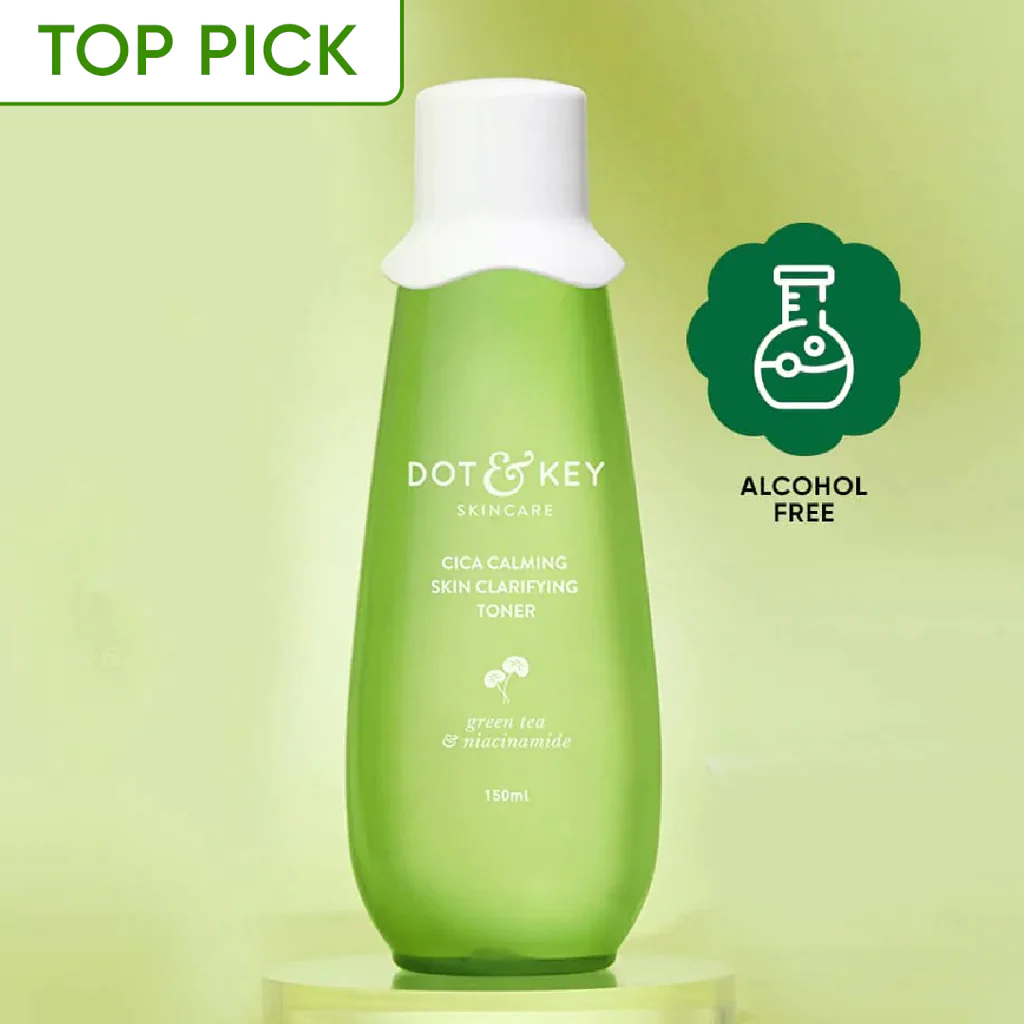 TOP PICK
DOT & KEY
SKINCARE
CICA CALMING
SKIN CLARIFYING
TONER
green tea
& niacinamide
150ml
ALCOHOL
FREE